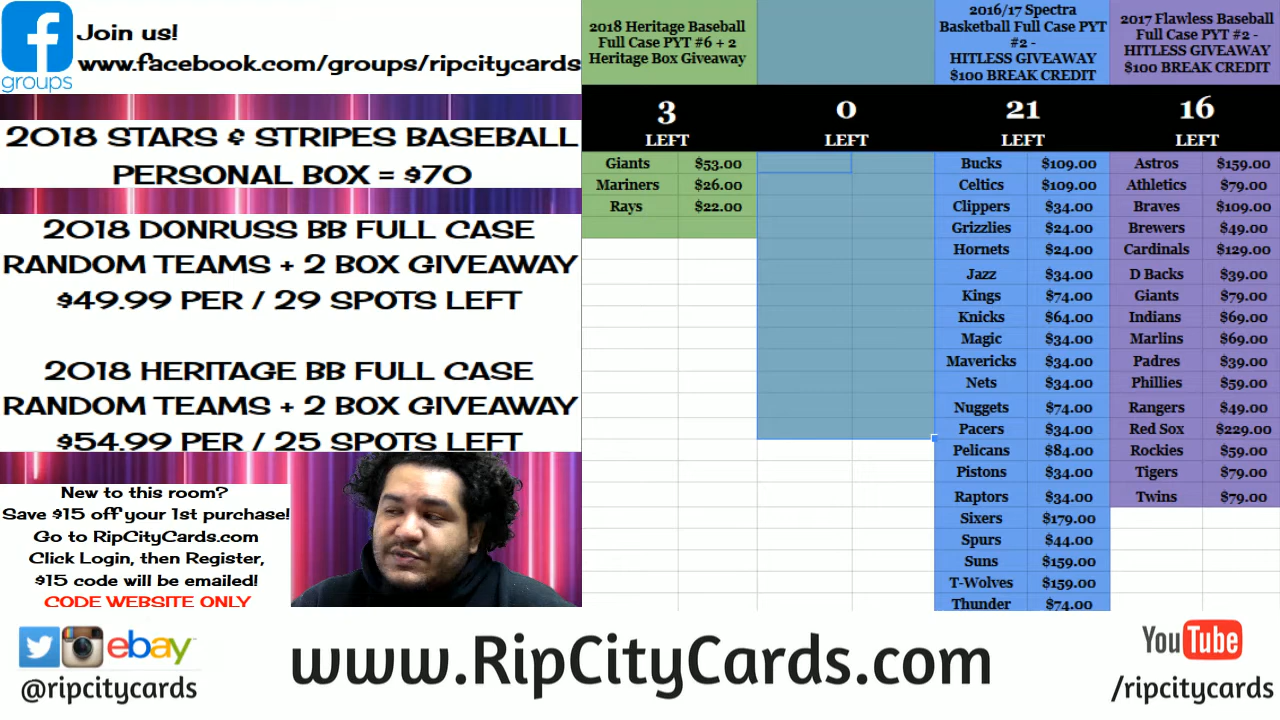 groups
Join us!
www.facebook.com/groups/ripcitycards
2018 STARS & STRIPES BASEBALL
PERSONAL BOX = $70
2018 DONRUSS BB FULL CASE
RANDOM TEAMS + 2 BOX GIVEAWAY
$49.99 PER / 29 SPOTS LEFT
2018 HERITAGE BB FULL CASE
RANDOM TEAMS + 2 BOX GIVEAWAY
$54.99 PER / 25 SPOTS LEFT
New to this room?
Save $15 off your 1st purchase!
Go to RipCityCards.com
Click Login, then Register,
$15 code will be emailed!
CODE WEBSITE ONLY
2018 Heritage Baseball
Full Case PYT #6 + 2
Heritage Box Giveaway
3
LEFT
Giants $53.00
Mariners $26.00
Rays $22.00
0
LEFT
2016/17 Spectra
Basketball Full Case PYT
#2 -
HITLESS GIVEAWAY
$100 BREAK CREDIT
21
LEFT
Bucks $109.00
Celtics $109.00
Clippers $34.00
Grizzlies $24.00
Hornets $24.00
Jazz $34.00
Kings $74.00
Knicks $64.00
Magic $34.00
Mavericks $34.00
Nets $34.00
Nuggets $74.00
Pacers $34.00
Pelicans $84.00
Pistons $34.00
Raptors $34.00
Sixers $179.00
Spurs $44.00
Suns $159.00
T-Wolves $159.00
Thunder $74.00
2017 Flawless Baseball
Full Case PYT #2 -
HITLESS GIVEAWAY
$100 BREAK CREDIT
16
LEFT
Astros $159.00
Athletics $79.00
Braves $109.00
Brewers $49.00
Cardinals $129.00
D Backs $39.00
Giants $79.00
Indians $69.00
Marlins $69.00
Padres $39.00
Phillies $59.00
Rangers $49.00
Red Sox $229.00
Rockies $59.00
Tigers $79.00
Twins $79.00
ebay
@ripcitycards
www.RipCityCards.com
YouTube
/ripcitycards